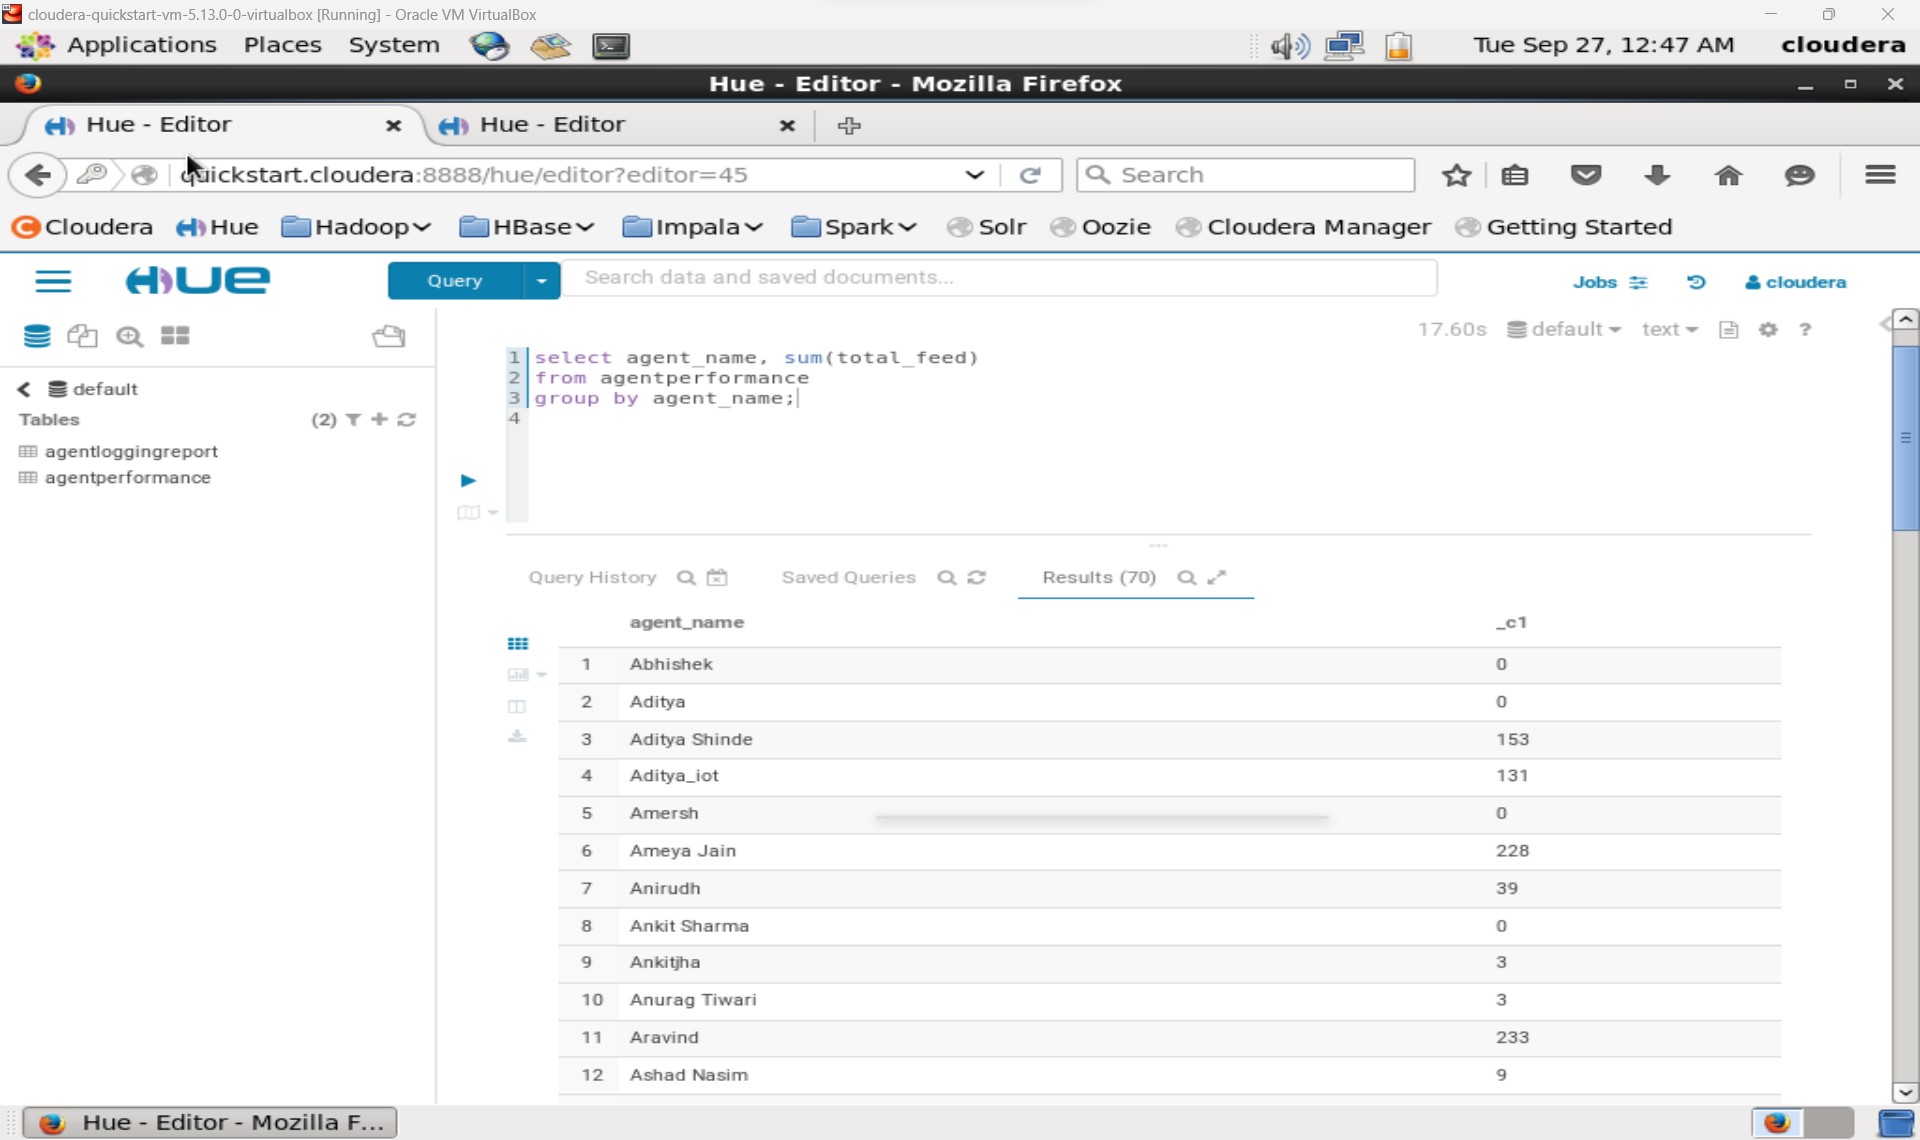 cloudera-quickstart-vm-5.13.0-0-virtualbox [Running] - Oracle VM VirtualBox
Applications Places System Tue Sep 27, 12:47 AM cloudera
Hue - Editor - Mozilla Firefox
Hue - Editor Hue - Editor
quickstart.cloudera:8888/hue/editor?editor=45 Search
Cloudera Hue Hadoop HBase Impala Spark Solr Oozie Cloudera Manager Getting Started
HUE Query Search data and saved documents... Jobs cloudera
17.60s default text ?
default
Tables (2)
agentloggingreport
agentperformance
1 select agent_name, sum(total_feed)
2 from agentperformance
3 group by agent_name;
4
Query History Saved Queries Results (70)
agent_name _c1
1 Abhishek 0
2 Aditya 0
3 Aditya Shinde 153
4 Aditya_iot 131
5 Amersh 0
6 Ameya Jain 228
7 Anirudh 39
8 Ankit Sharma 0
9 Ankitjha 3
10 Anurag Tiwari 3
11 Aravind 233
12 Ashad Nasim 9
Hue - Editor - Mozilla F...